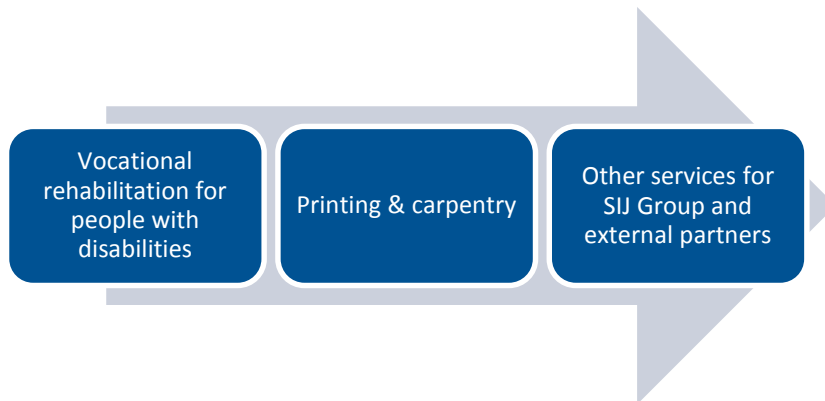 Vocational
rehabilitation for
people with
disabilities
Printing & carpentry
Other services for
SIJ Group and
external partners